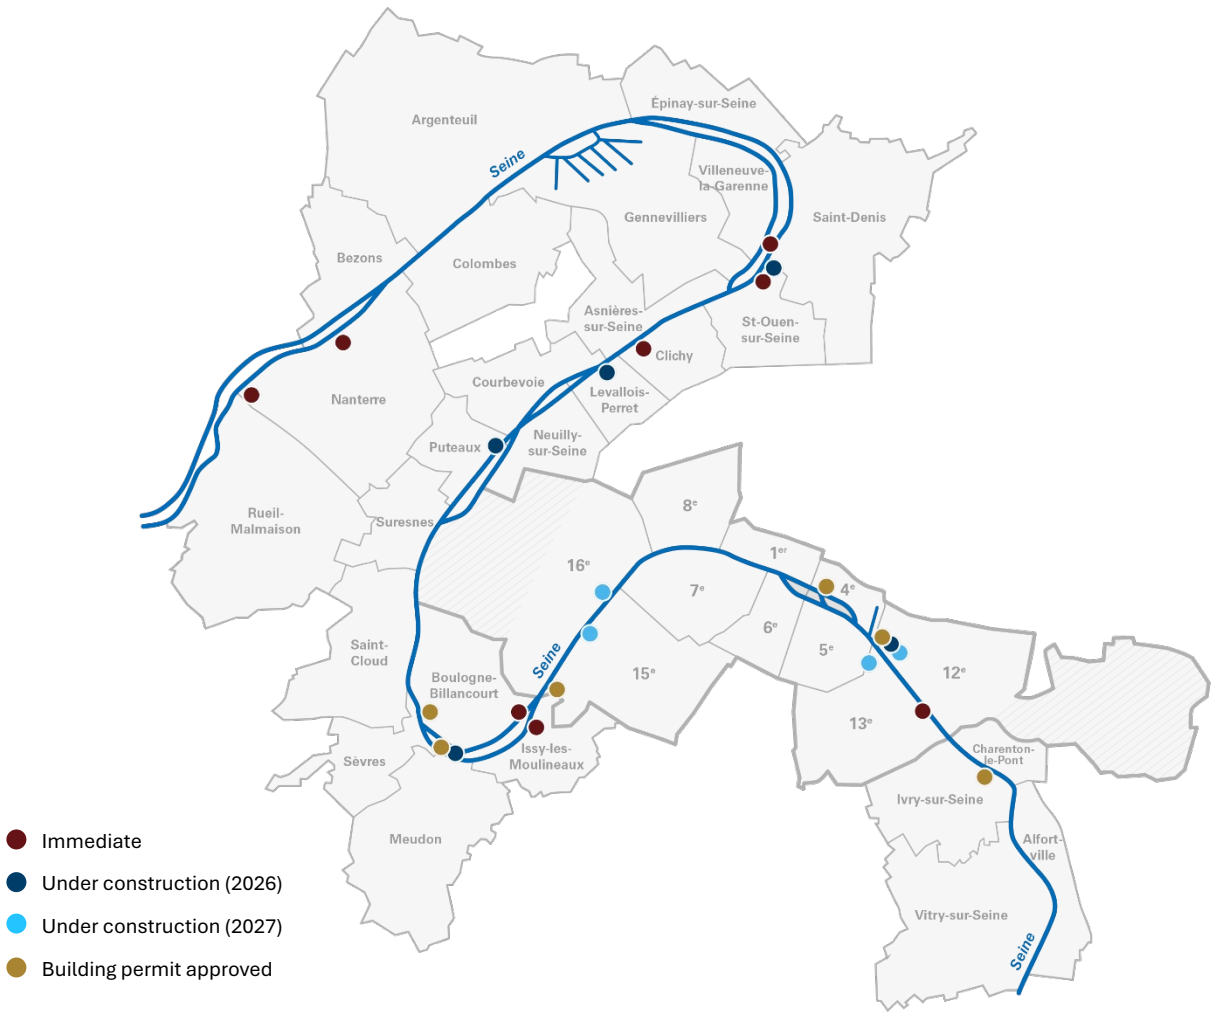 Argenteuil
Épinay-sur-Seine
Seine
Villeneuve-
la-Garenne
Gennevilliers
Saint-Denis
Bezons
Colombes
Asnières-
sur-Seine
St-Ouen-
sur-Seine
Clichy
Courbevoie
Levallois-
Perret
Nanterre
Puteaux
Neuilly-
sur-Seine
Rueil-
Malmaison
Suresnes
8e
1er
16e
7e
4e
6e
5e
Saint-
Cloud
Seine
15e
12e
Boulogne-
Billancourt
13e
Issy-les-
Moulineaux
Sèvres
Charenton-
le-Pont
Ivry-sur-Seine
Meudon
Alfort-
ville
Vitry-sur-Seine
Seine
Immediate
Under construction (2026)
Under construction (2027)
Building permit approved